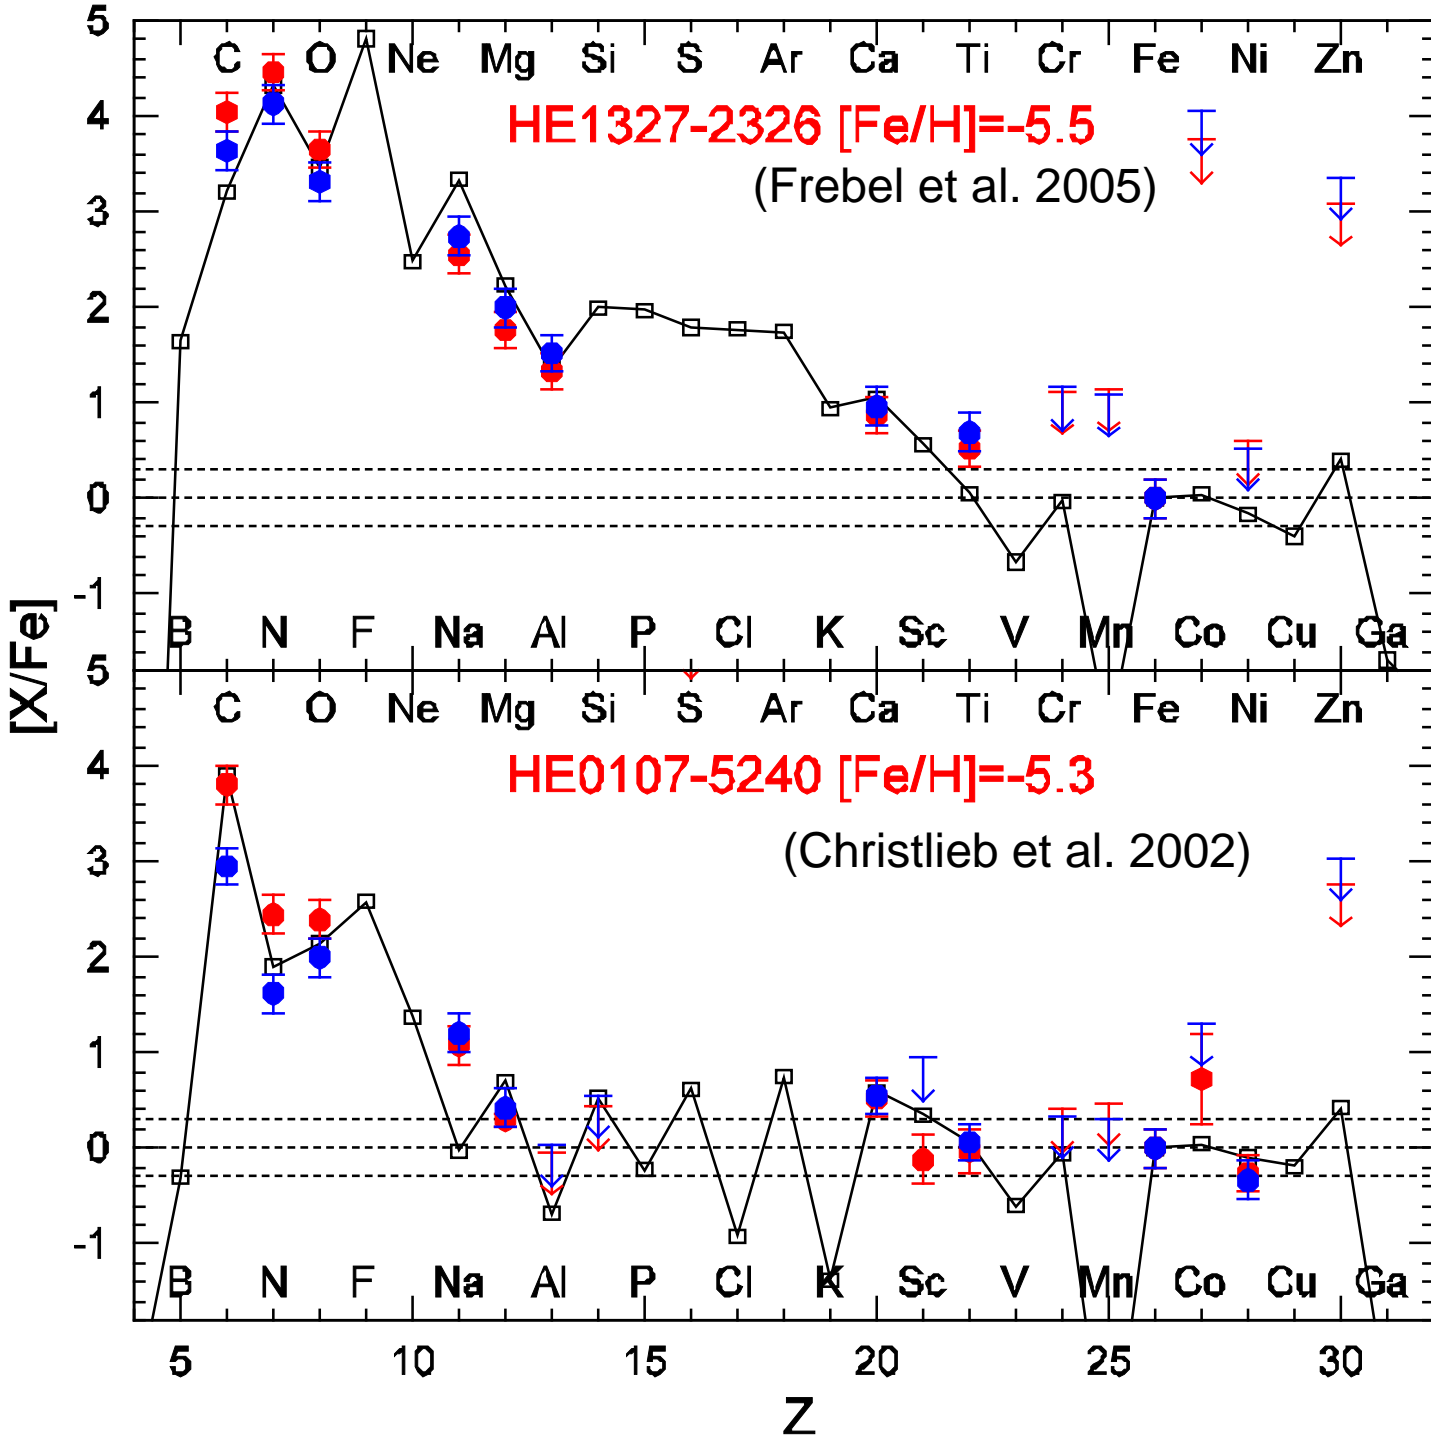 5
C O Ne Mg Si S Ar Ca Ti Cr Fe Ni Zn
4
HE1327-2326 [Fe/H]=-5.5
(Frebel et al. 2005)
3
2
1
0
-1
B N F Na Al P Cl K Sc V Mn Co Cu Ga
[X/Fe]
5
C O Ne Mg Si S Ar Ca Ti Cr Fe Ni Zn
4
HE0107-5240 [Fe/H]=-5.3
(Christlieb et al. 2002)
3
2
1
0
-1
B N F Na Al P Cl K Sc V Mn Co Cu Ga
5 10 15 20 25 30
Z